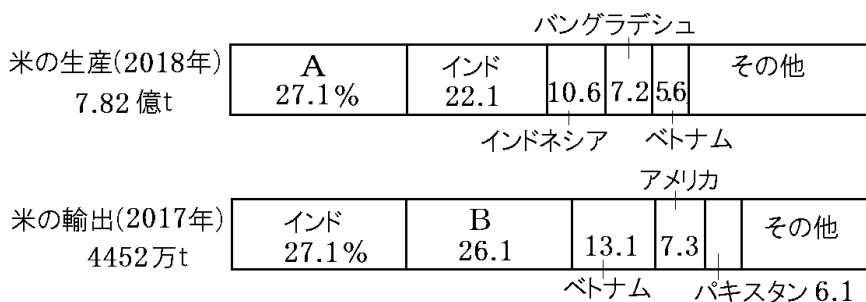 バングラデシュ
米の生産(2018年)
7.82億t
A
27.1%
インド
22.1
10.6
7.2
5.6
その他
インドネシア
ベトナム
アメリカ
米の輸出(2017年)
4452万t
インド
27.1%
B
26.1
13.1
7.3
その他
ベトナム
パキスタン 6.1